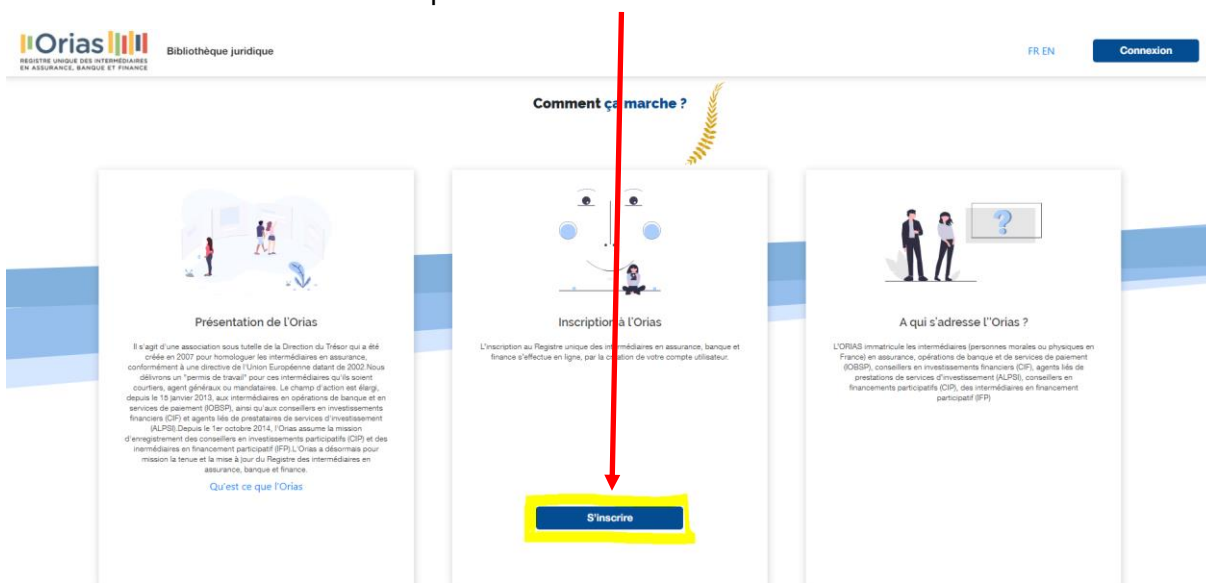 Orias
REGISTRE UNIQUE DES INTERMÉDIAIRES
EN ASSURANCE, BANQUE ET FINANCE
Bibliothèque juridique
FR EN
Connexion
Comment ça marche ?
Présentation de l'Orias
Il s'agit d'une association sous tutelle de la Direction du Trésor qui a été
créée en 2007 pour homologuer les intermédiaires en assurance,
conformément à une directive de l'Union Européenne datant de 2002.Nous
délivrons un "permis de travail" pour ces intermédiaires qu'ils soient
courtiers, agent généraux ou mandataires. Le champ d'action est élargi,
depuis le 15 janvier 2013, aux intermédiaires en opérations de banque et en
services de paiement (IOBSP), ainsi qu'aux conseillers en investissements
financiers (CIF) et agents liés de prestataires de services d'investissement
(ALPSI).Depuis le 1er octobre 2014, l'Orias assume la mission
d'enregistrement des conseillers en investissements participatifs (CIP) et des
inermédiaires en financement participatif (IFP).L'Orias a désormais pour
mission la tenue et la mise à jour du Registre des intermédiaires en
assurance, banque et finance.
Qu'est ce que l'Orias
Inscription à l'Orias
L'inscription au Registre unique des intermédiaires en assurance, banque et
finance s'effectue en ligne, par la création de votre compte utilisateur.
S'inscrire
?
A qui s'adresse l''Orias ?
L'ORIAS immatricule les intermédiaires (personnes morales ou physiques en
France) en assurance, opérations de banque et de services de paiement
(IOBSP), conseillers en investissements financiers (CIF), agents liés de
prestations de services d'investissement (ALPSI), conseillers en
financements participatifs (CIP), des intermédiaires en financement
participatif (IFP)